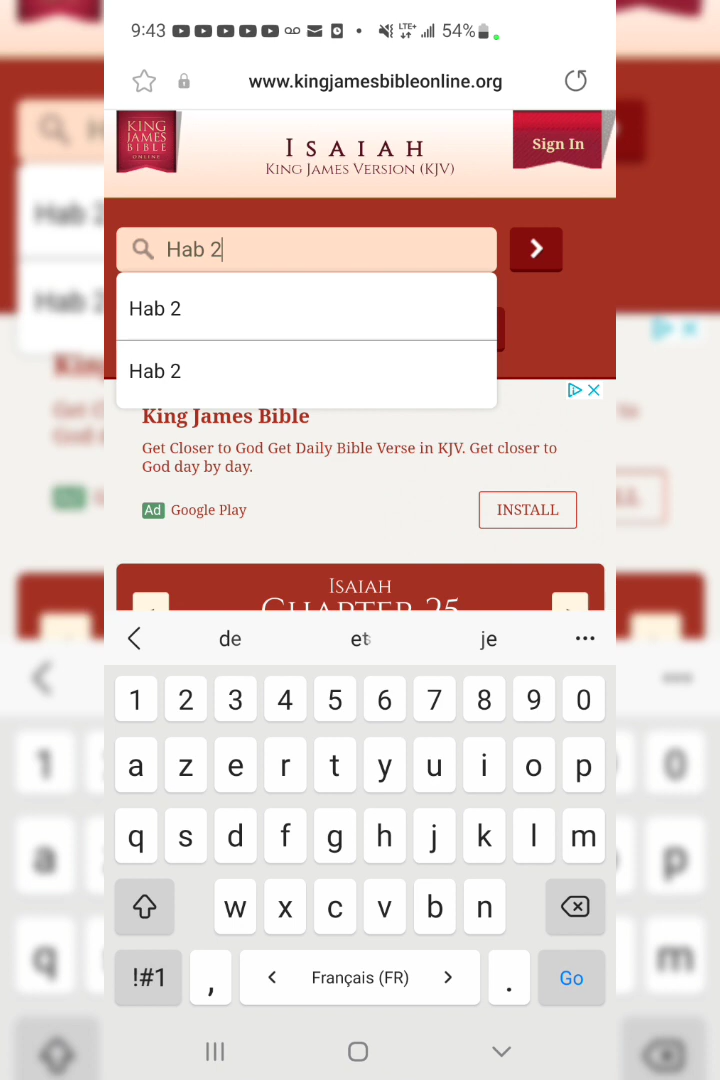 9:43 LTE+ 54%
www.kingjamesbibleonline.org
KING
JAMES
BIBLE
ONLINE
ISAIAH
KING JAMES VERSION (KJV)
Sign In
Hab 2
Hab 2
Hab 2
King James Bible
Get Closer to God Get Daily Bible Verse in KJV. Get closer to
God day by day.
Ad Google Play
INSTALL
ISAIAH
CHAPTER 25
de et je
1 2 3 4 5 6 7 8 9 0
a z e r t y u i o p
q s d f g h j k l m
w x c v b n
!#1 , Français (FR) . Go